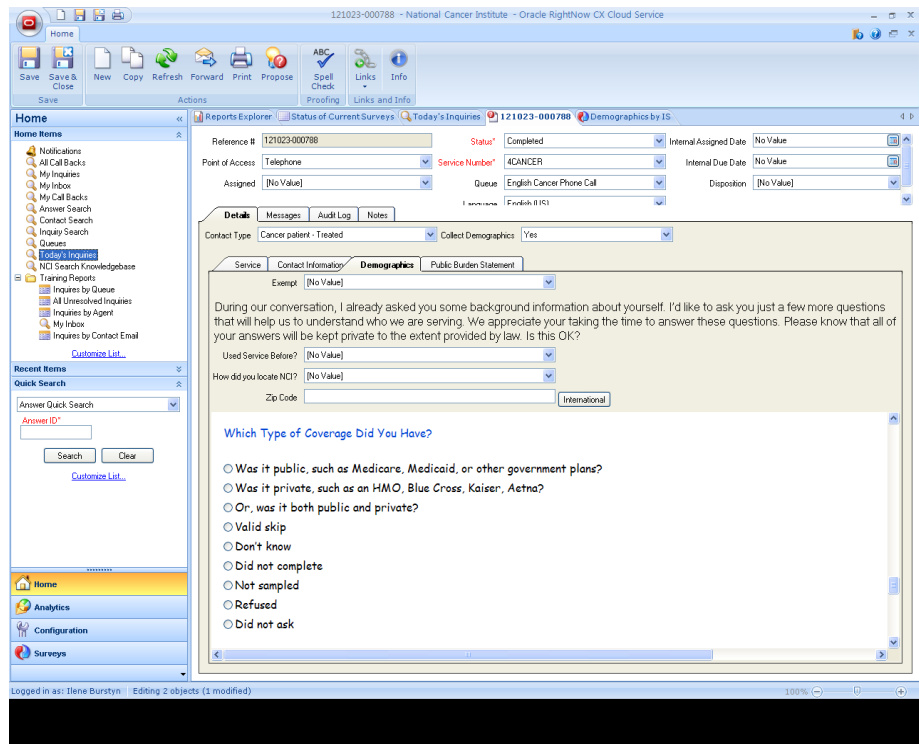 121023-000788 - National Cancer Institute - Oracle RightNow CX Cloud Service
Home
Save
Save & Close
New
Copy
Refresh
Forward
Print
Propose
ABC
Spell Check
Links
Info
Save
Actions
Proofing
Links and Info
Home
Home Items
Notifications
All Call Backs
My Inquiries
My Inbox
My Call Backs
Answer Search
Contact Search
Inquiry Search
Queues
Today's Inquiries
NCI Search Knowledgebase
Training Reports
Inquires by Queue
All Unresolved Inquiries
Inquiries by Agent
My Inbox
Inquires by Contact Email
Customize List...
Recent Items
Quick Search
Answer Quick Search
Answer ID*
Search
Clear
Customize List...
Home
Analytics
Configuration
Surveys
Reports Explorer
Status of Current Surveys
Today's Inquiries
121023-000788
Demographics by IS
Reference # 121023-000788
Status* Completed
Internal Assigned Date No Value
Point of Access Telephone
Service Number* 4CANCER
Internal Due Date No Value
Assigned [No Value]
Queue English Cancer Phone Call
Disposition [No Value]
Language English (US)
Details
Messages
Audit Log
Notes
Contact Type Cancer patient - Treated
Collect Demographics Yes
Service
Contact Information
Demographics
Public Burden Statement
Exempt [No Value]
During our conversation, I already asked you some background information about yourself. I'd like to ask you just a few more questions
that will help us to understand who we are serving. We appreciate your taking the time to answer these questions. Please know that all of
your answers will be kept private to the extent provided by law. Is this OK?
Used Service Before? [No Value]
How did you locate NCI? [No Value]
Zip Code
International
Which Type of Coverage Did You Have?
Was it public, such as Medicare, Medicaid, or other government plans?
Was it private, such as an HMO, Blue Cross, Kaiser, Aetna?
Or, was it both public and private?
Valid skip
Don't know
Did not complete
Not sampled
Refused
Did not ask
Logged in as: Ilene Burstyn
Editing 2 objects (1 modified)
100%